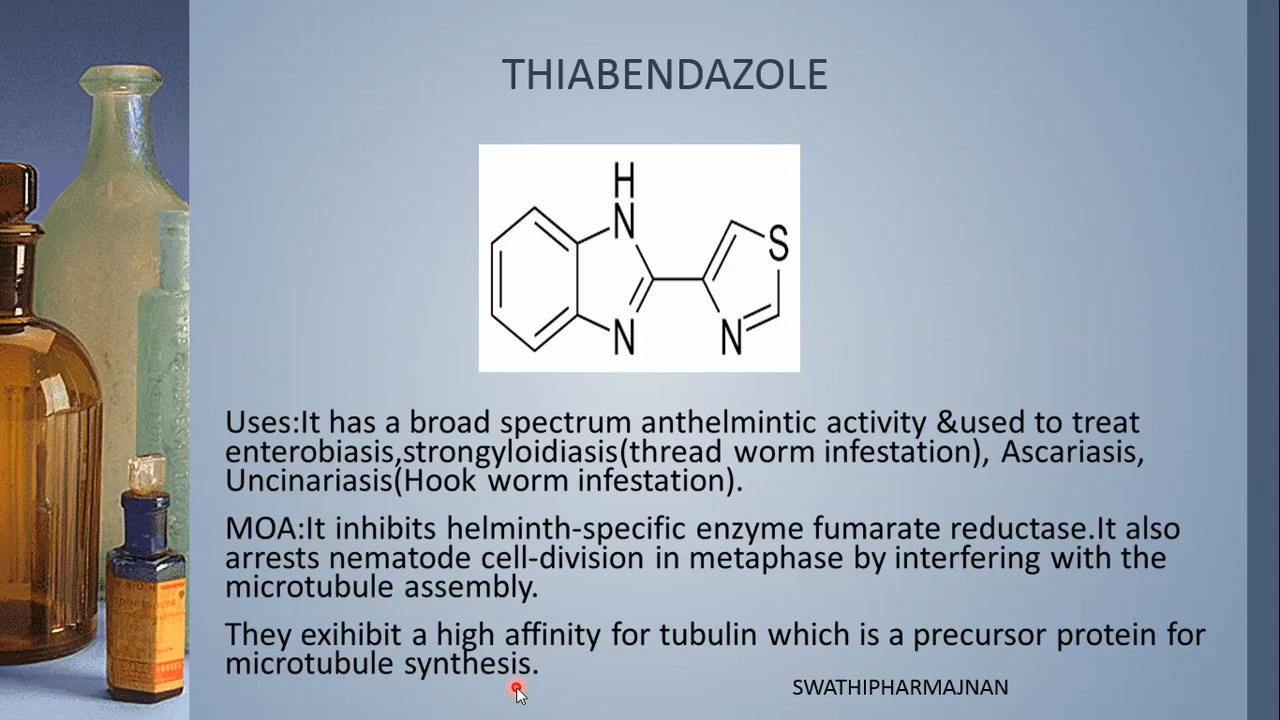 THIABENDAZOLE
H
N
S
N
N
Uses:It has a broad spectrum anthelmintic activity &used to treat
enterobiasis,strongyloidiasis(thread worm infestation), Ascariasis,
Uncinariasis(Hook worm infestation).
MOA:It inhibits helminth-specific enzyme fumarate reductase.It also
arrests nematode cell-division in metaphase by interfering with the
microtubule assembly.
They exihibit a high affinity for tubulin which is a precursor protein for
microtubule synthesis.
SWATHIPHARMAJNAN